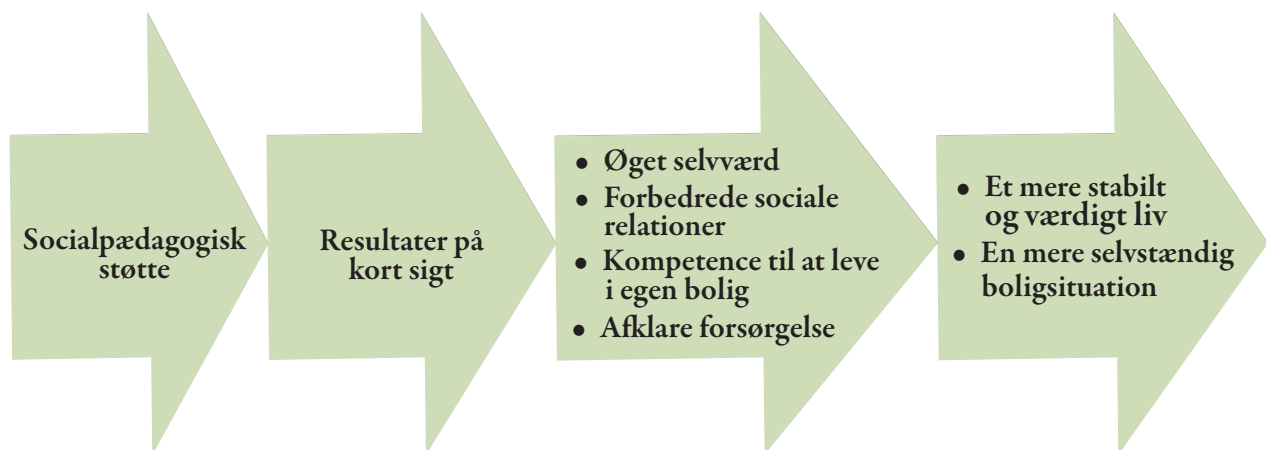 Socialpædagogisk
støtte
Resultater på
kort sigt
• Øget selvværd
• Forbedrede sociale
relationer
• Kompetence til at leve
i egen bolig
• Afklare forsørgelse
• Et mere stabilt
og værdigt liv
• En mere selvstændig
boligsituation